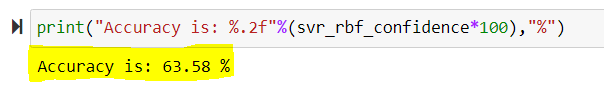 print("Accuracy is: %.2f"%(svr_rbf_confidence*100),"%")
Accuracy is: 63.58 %